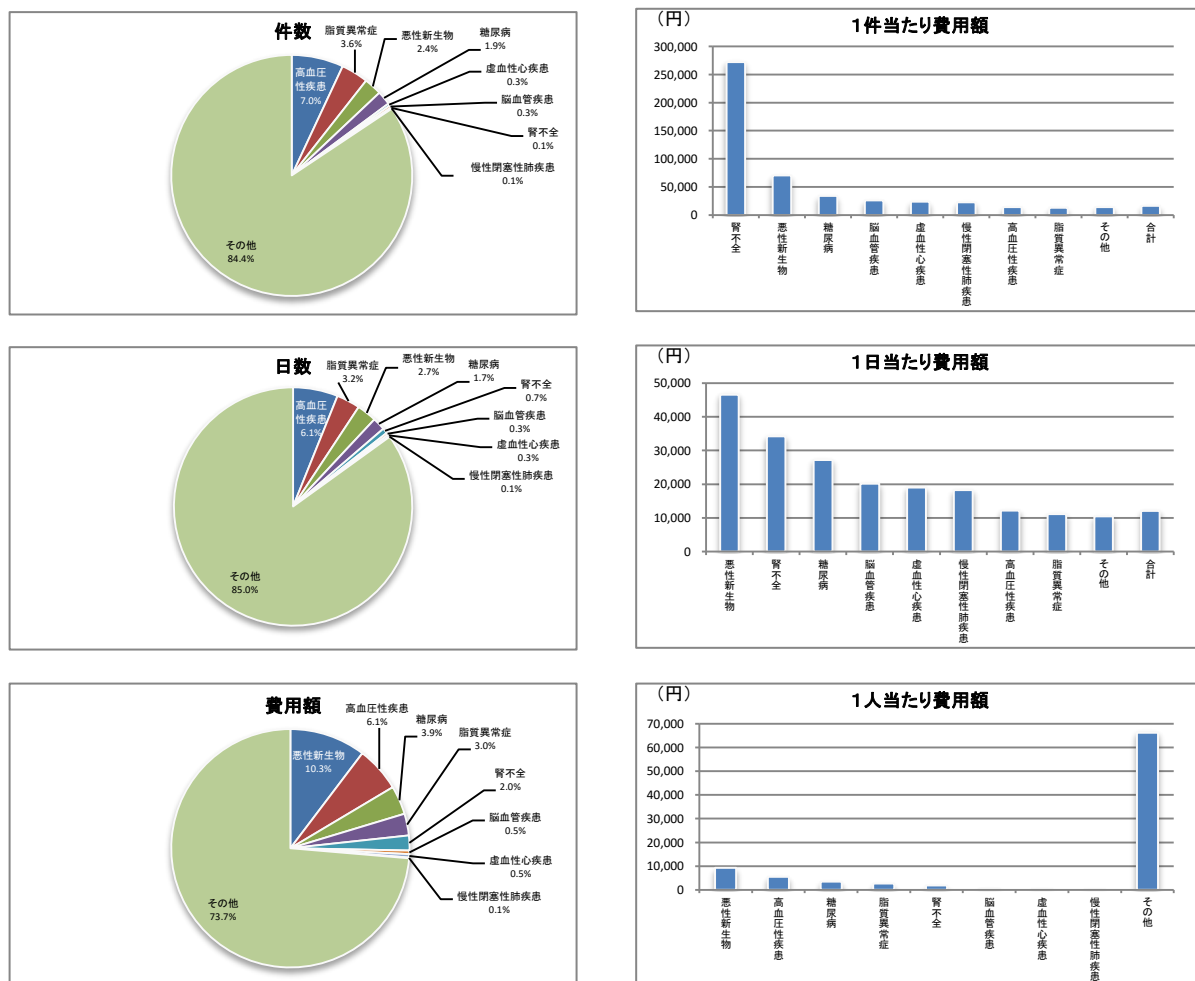 件数
高血圧
性疾患
7.0%
脂質異常症
3.6%
悪性新生物
2.4%
糖尿病
1.9%
虚血性心疾患
0.3%
脳血管疾患
0.3%
腎不全
0.1%
慢性閉塞性肺疾患
0.1%
その他
84.4%
(円)
1件当たり費用額
300,000
250,000
200,000
150,000
100,000
50,000
0
腎不全
悪性新生物
糖尿病
脳血管疾患
虚血性心疾患
慢性閉塞性肺疾患
高血圧性疾患
脂質異常症
その他
合計
日数
高血圧
性疾患
6.1%
脂質異常症
3.2%
悪性新生物
2.7%
糖尿病
1.7%
腎不全
0.7%
脳血管疾患
0.3%
虚血性心疾患
0.3%
慢性閉塞性肺疾患
0.1%
その他
85.0%
(円)
1日当たり費用額
50,000
40,000
30,000
20,000
10,000
0
悪性新生物
腎不全
糖尿病
脳血管疾患
虚血性心疾患
慢性閉塞性肺疾患
高血圧性疾患
脂質異常症
その他
合計
費用額
悪性新生物
10.3%
高血圧性疾患
6.1%
糖尿病
3.9%
脂質異常症
3.0%
腎不全
2.0%
脳血管疾患
0.5%
虚血性心疾患
0.5%
慢性閉塞性肺疾患
0.1%
その他
73.7%
(円)
1人当たり費用額
70,000
60,000
50,000
40,000
30,000
20,000
10,000
0
悪性新生物
高血圧性疾患
糖尿病
脂質異常症
腎不全
脳血管疾患
虚血性心疾患
慢性閉塞性肺疾患
その他